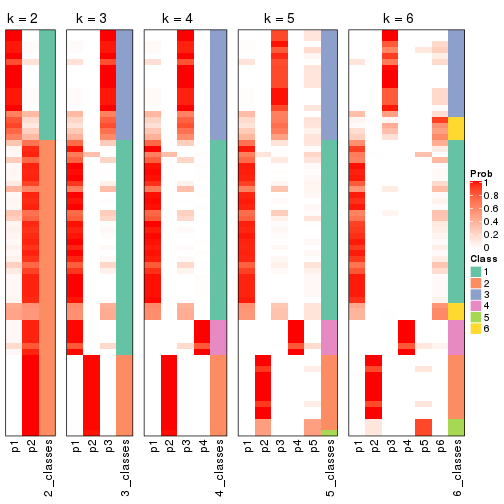 k = 2
k = 3
k = 4
k = 5
k = 6
Prob
1
0.8
0.6
0.4
0.2
0
Class
1
2
3
4
5
6
p1
p2
2_classes
p1
p2
p3
3_classes
p1
p2
p3
p4
4_classes
p1
p2
p3
p4
p5
5_classes
p1
p2
p3
p4
p5
p6
6_classes